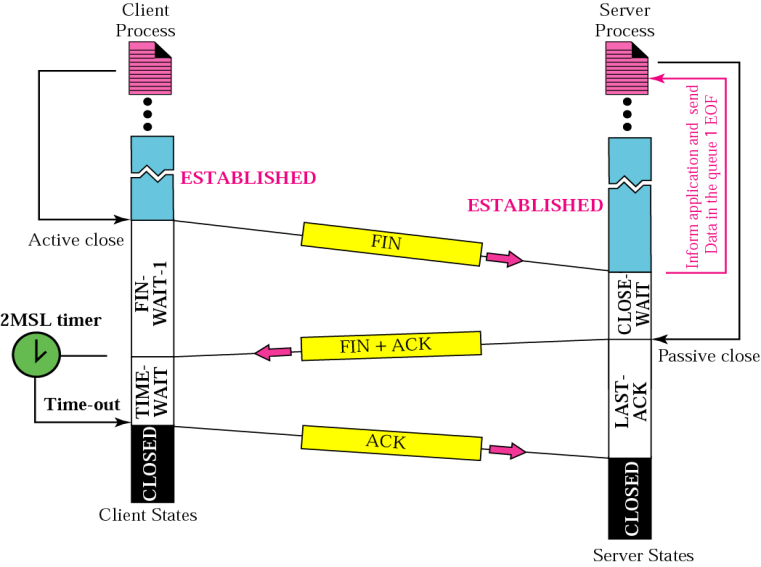 Client
Process
Server
Process
ESTABLISHED
ESTABLISHED
Inform application and send
Data in the queue 1 EOF
Active close
FIN
FIN-
WAIT-1
CLOSE-
WAIT
2MSL timer
FIN + ACK
Passive close
TIME-
WAIT
Time-out
LAST-
ACK
ACK
CLOSED
CLOSED
Client States
Server States